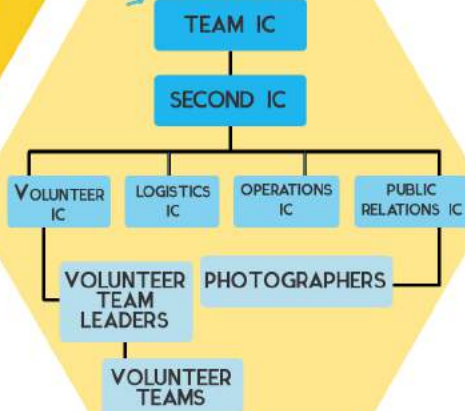 TEAM IC
SECOND IC
VOLUNTEER
IC
LOGISTICS
IC
OPERATIONS
IC
PUBLIC
RELATIONS IC
VOLUNTEER
TEAM
LEADERS
PHOTOGRAPHERS
VOLUNTEER
TEAMS